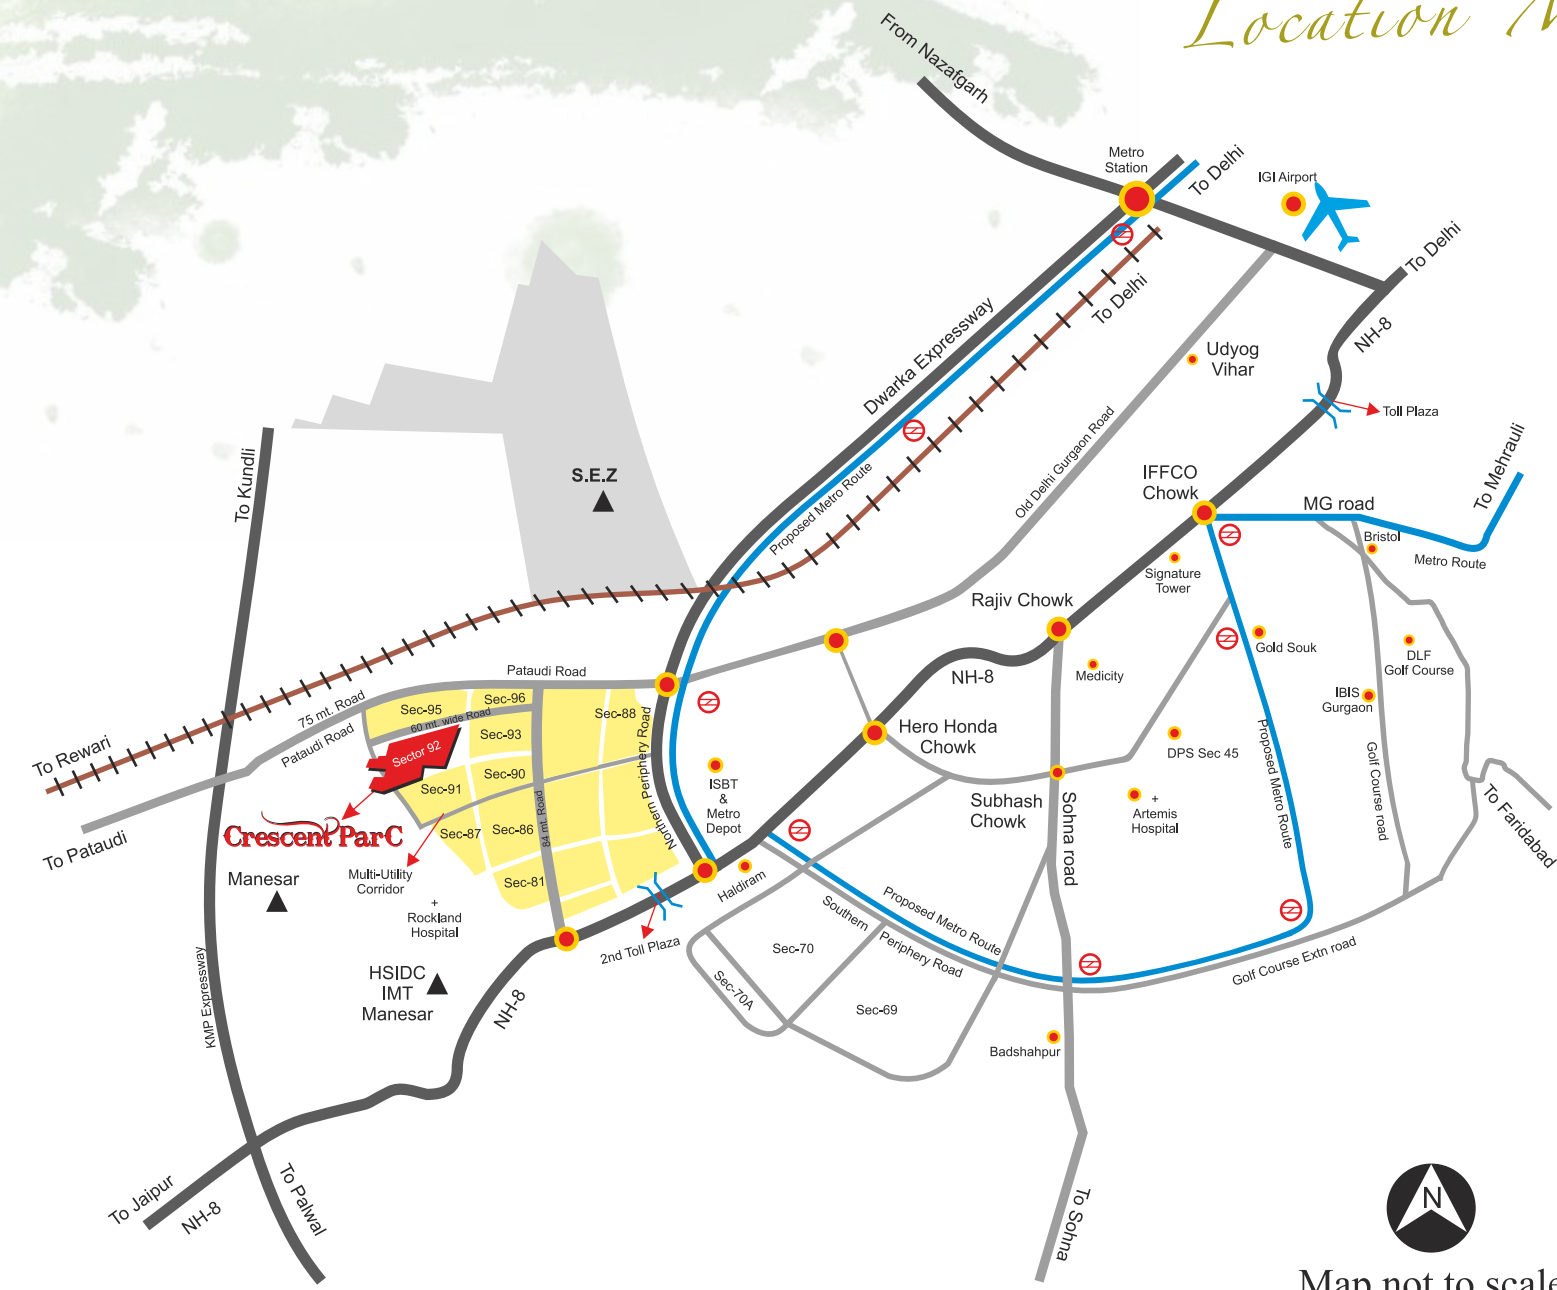 Location M
From Nazafgarh
Metro
Station
To Delhi
IGI Airport
To Delhi
To Delhi
NH-8
Dwarka Expressway
Udyog
Vihar
Toll Plaza
Old Delhi Gurgaon Road
Proposed Metro Route
To Kundli
S.E.Z
IFFCO
Chowk
MG road
To Mehrauli
Bristol
Metro Route
Signature
Tower
Rajiv Chowk
Gold Souk
DLF
Golf Course
Medicity
IBIS
Gurgaon
NH-8
Pataudi Road
75 mt. Road
Pataudi Road
To Rewari
To Pataudi
Sec-95
Sec-96
60 mt. wide Road
Sec-88
Sec-93
Sector 92
Sec-90
Sec-91
Sec-87
Sec-86
84 mt. Road
Sec-81
Northern Periphery Road
Hero Honda
Chowk
DPS Sec 45
Proposed Metro Route
Golf Course road
ISBT
&
Metro
Depot
Subhash
Chowk
Sohna road
+
Artemis
Hospital
To Faridabad
Crescent ParC
Multi-Utility
Corridor
Manesar
+
Rockland
Hospital
Haldiram
2nd Toll Plaza
Southern
Periphery Road
Proposed Metro Route
Sec-70
Sec-70A
Sec-69
Golf Course Extn road
HSIDC
IMT
Manesar
KMP Expressway
NH-8
Badshahpur
To Jaipur
NH-8
To Palwal
To Sohna
N
Map not to scale